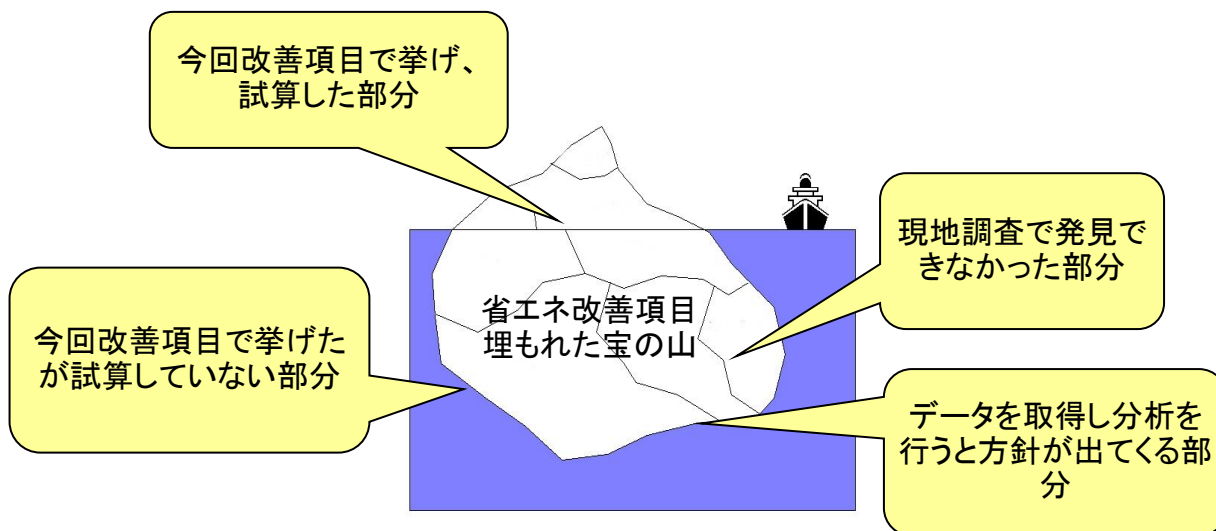 今回改善項目で挙げ、
試算した部分
現地調査で発見で
きなかった部分
省エネ改善項目
埋もれた宝の山
今回改善項目で挙げた
が試算していない部分
データを取得し分析を
行うと方針が出てくる部
分